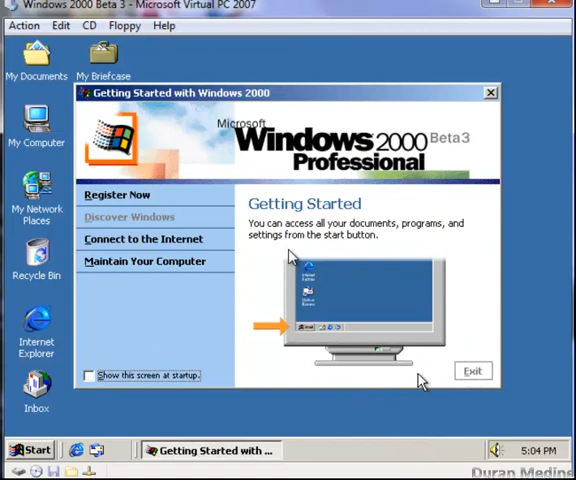 Windows 2000 Beta 3 - Microsoft Virtual PC 2007
Action Edit CD Floppy Help
My Documents
My Briefcase
My Computer
My Network
Places
Recycle Bin
Internet
Explorer
Inbox
Getting Started with Windows 2000
Microsoft
Windows 2000 Beta3
Professional
Register Now
Discover Windows
Connect to the Internet
Maintain Your Computer
Show this screen at startup.
Getting Started
You can access all your documents, programs, and
settings from the start button.
Start
Exit
Start
Getting Started with ...
5:04 PM
Duran Medins